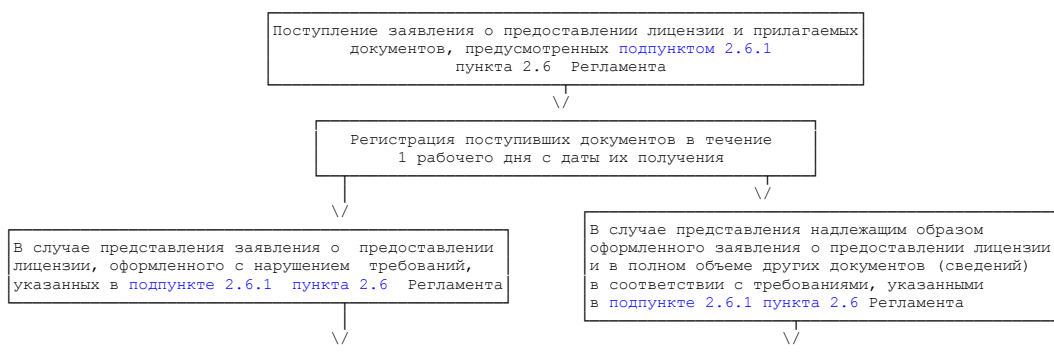 Поступление заявления о предоставлении лицензии и прилагаемых
документов, предусмотренных подпунктом 2.6.1
пункта 2.6 Регламента
\/
Регистрация поступивших документов в течение
1 рабочего дня с даты их получения
\/
\/
В случае представления заявления о предоставлении
лицензии, оформленного с нарушением требований,
указанных в подпункте 2.6.1 пункта 2.6 Регламента
\/
В случае представления надлежащим образом
оформленного заявления о предоставлении лицензии
и в полном объеме других документов (сведений)
в соответствии с требованиями, указанными
в подпункте 2.6.1 пункта 2.6 Регламента
\/